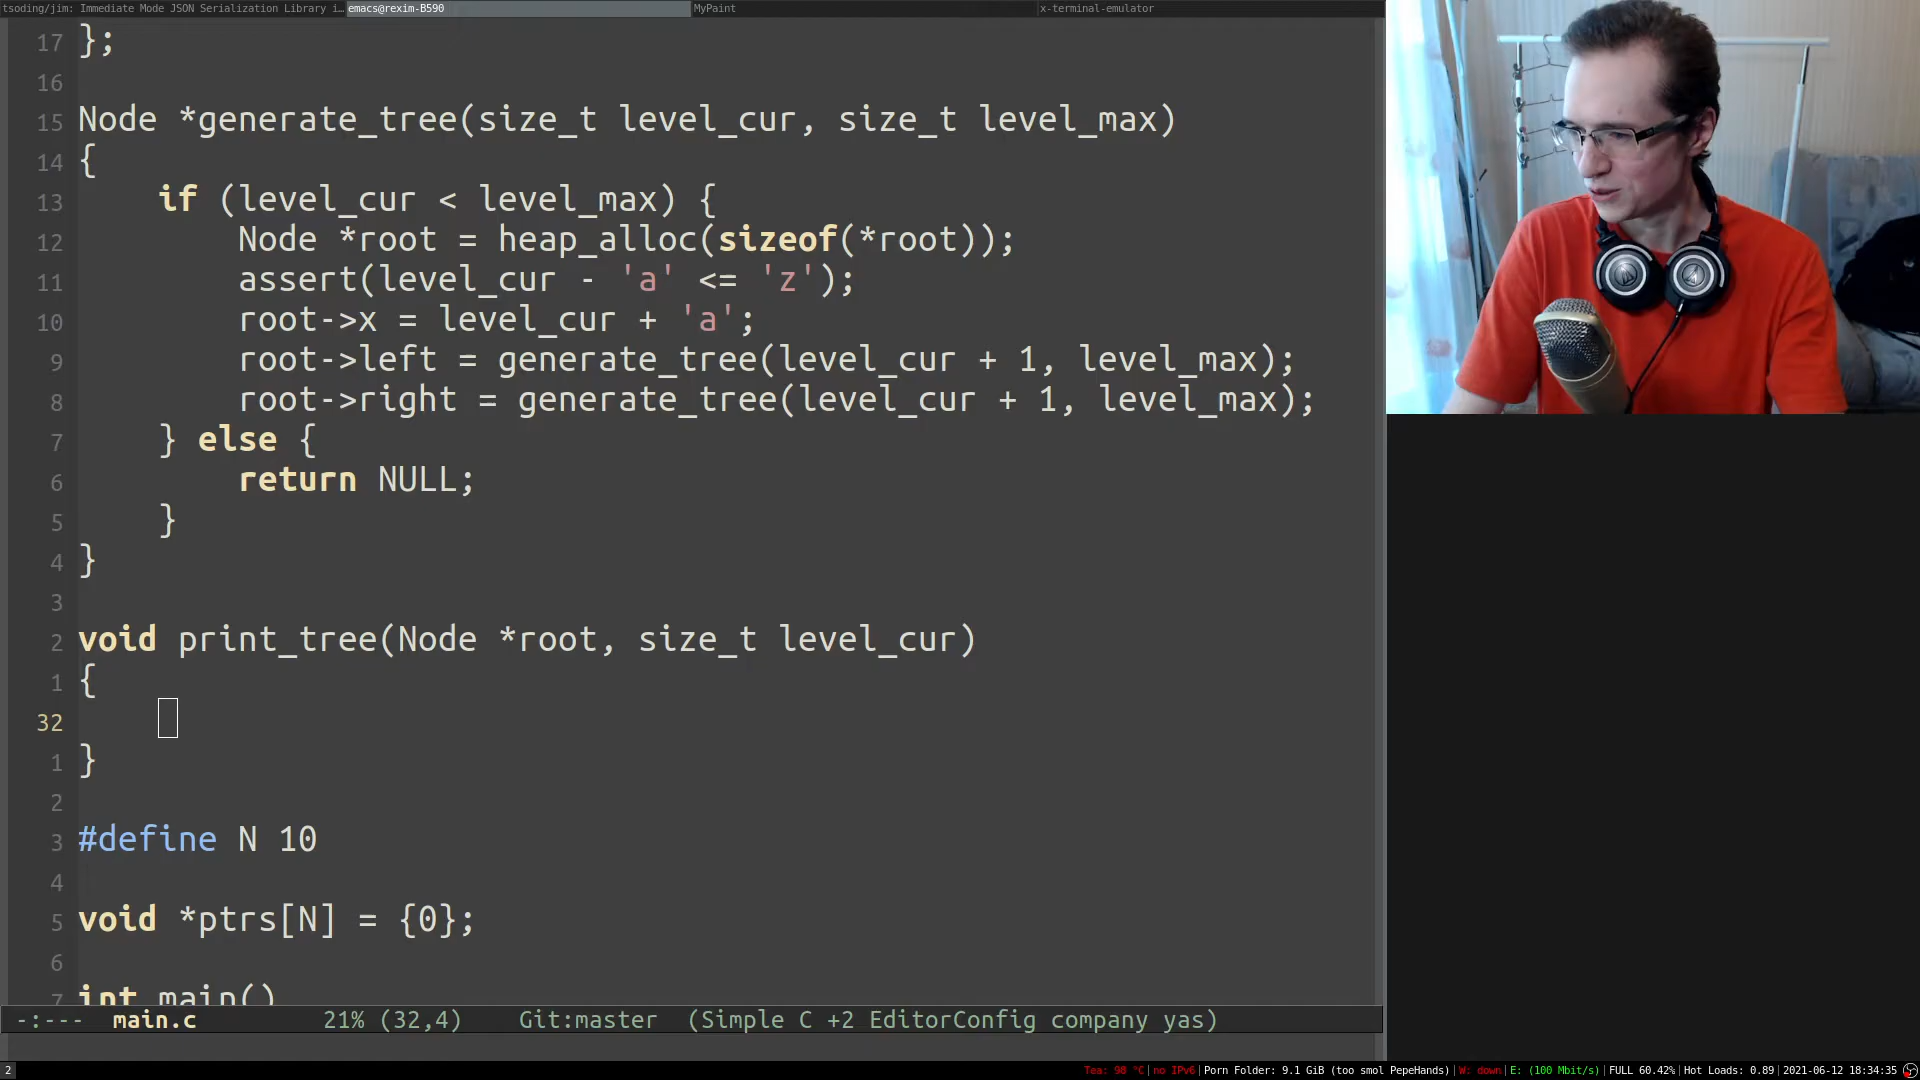 tsoding/jim: Immediate Mode JSON Serialization Library i… emacs@rexim-B590 MyPaint x-terminal-emulator
17 };
16
15 Node *generate_tree(size_t level_cur, size_t level_max)
14 {
13 if (level_cur < level_max) {
12 Node *root = heap_alloc(sizeof(*root));
11 assert(level_cur - 'a' <= 'z');
10 root->x = level_cur + 'a';
9 root->left = generate_tree(level_cur + 1, level_max);
8 root->right = generate_tree(level_cur + 1, level_max);
7 } else {
6 return NULL;
5 }
4 }
3
2 void print_tree(Node *root, size_t level_cur)
1 {
32
1 }
2
3 #define N 10
4
5 void *ptrs[N] = {0};
6
7 int main()
-:--- main.c 21% (32,4) Git:master (Simple C +2 EditorConfig company yas)
2 Tea: 90 °C|no IPv6|Porn Folder: 9.1 GiB (too smol PepeHands)|W: down|E: (100 Mbit/s)|FULL 60.42%|Hot Loads: 0.89|2021-06-12 18:34:35